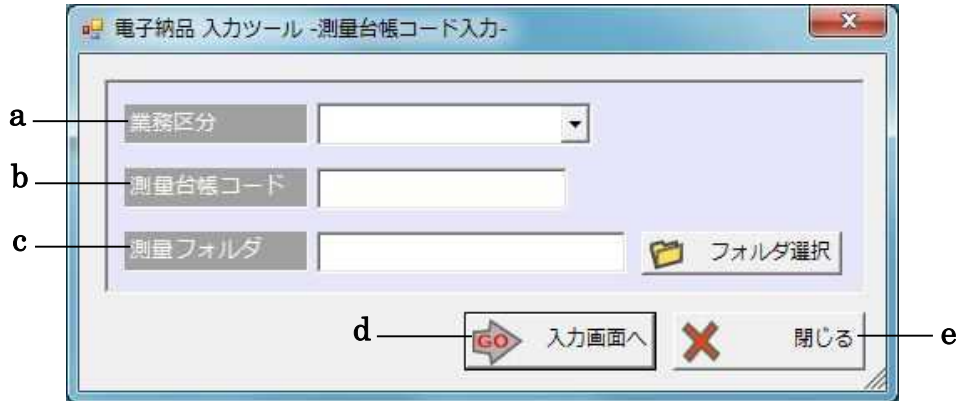 電子納品 入力ツール -測量台帳コード入力-
a 業務区分
b 測量台帳コード
c 測量フォルダ フォルダ選択
d GO 入力画面へ 閉じる e